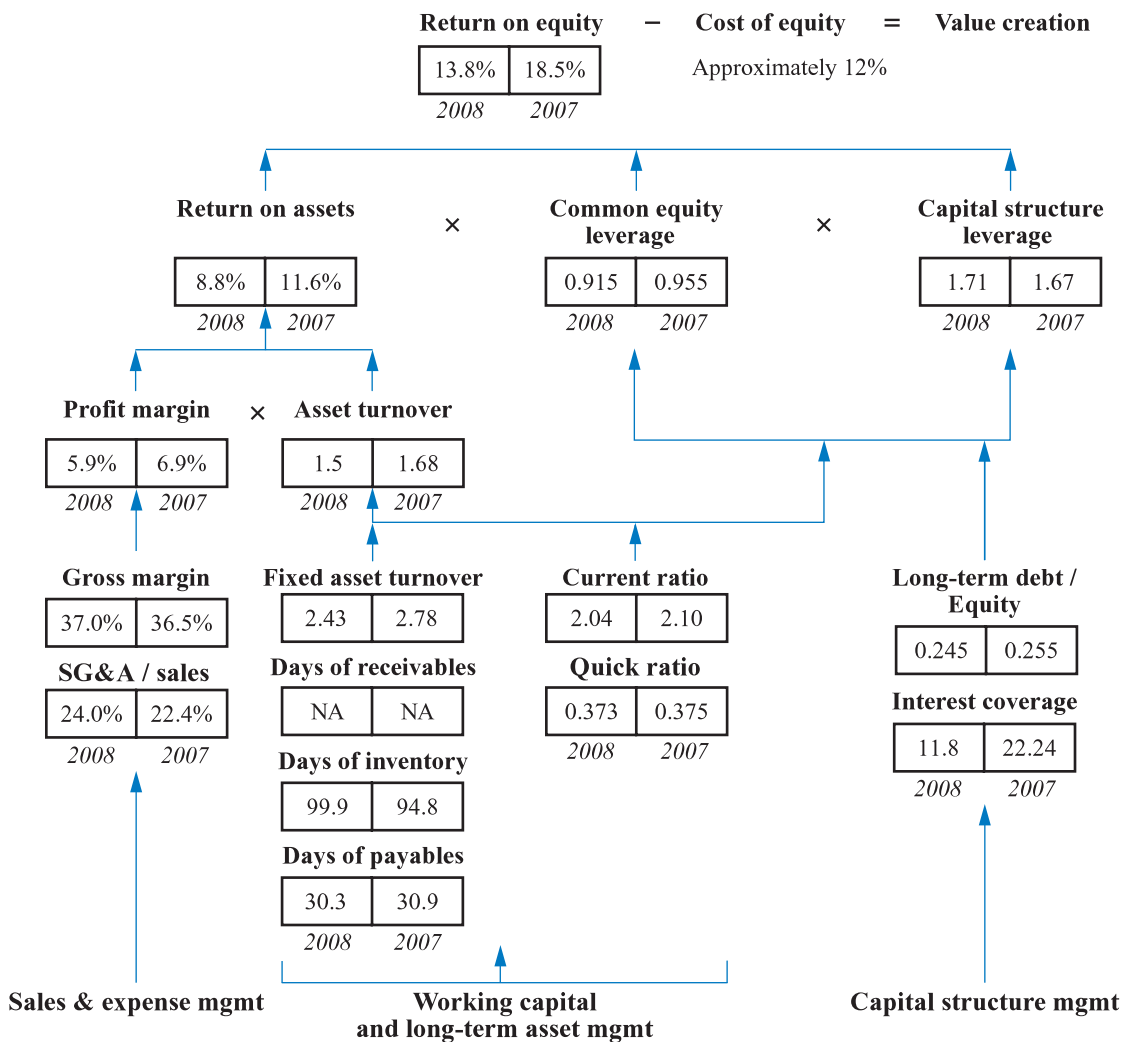 Return on equity − Cost of equity = Value creation
13.8% 18.5% Approximately 12%
2008 2007
Return on assets × Common equity leverage × Capital structure leverage
8.8% 11.6% 0.915 0.955 1.71 1.67
2008 2007 2008 2007 2008 2007
Profit margin × Asset turnover
5.9% 6.9% 1.5 1.68
2008 2007 2008 2007
Gross margin Fixed asset turnover Current ratio Long-term debt /
Equity
37.0% 36.5% 2.43 2.78 2.04 2.10
0.245 0.255
SG&A / sales Days of receivables Quick ratio
24.0% 22.4% NA NA 0.373 0.375 Interest coverage
2008 2007 2008 2007
11.8 22.24
Days of inventory 2008 2007
99.9 94.8
Days of payables
30.3 30.9
2008 2007
Sales & expense mgmt Working capital Capital structure mgmt
and long-term asset mgmt